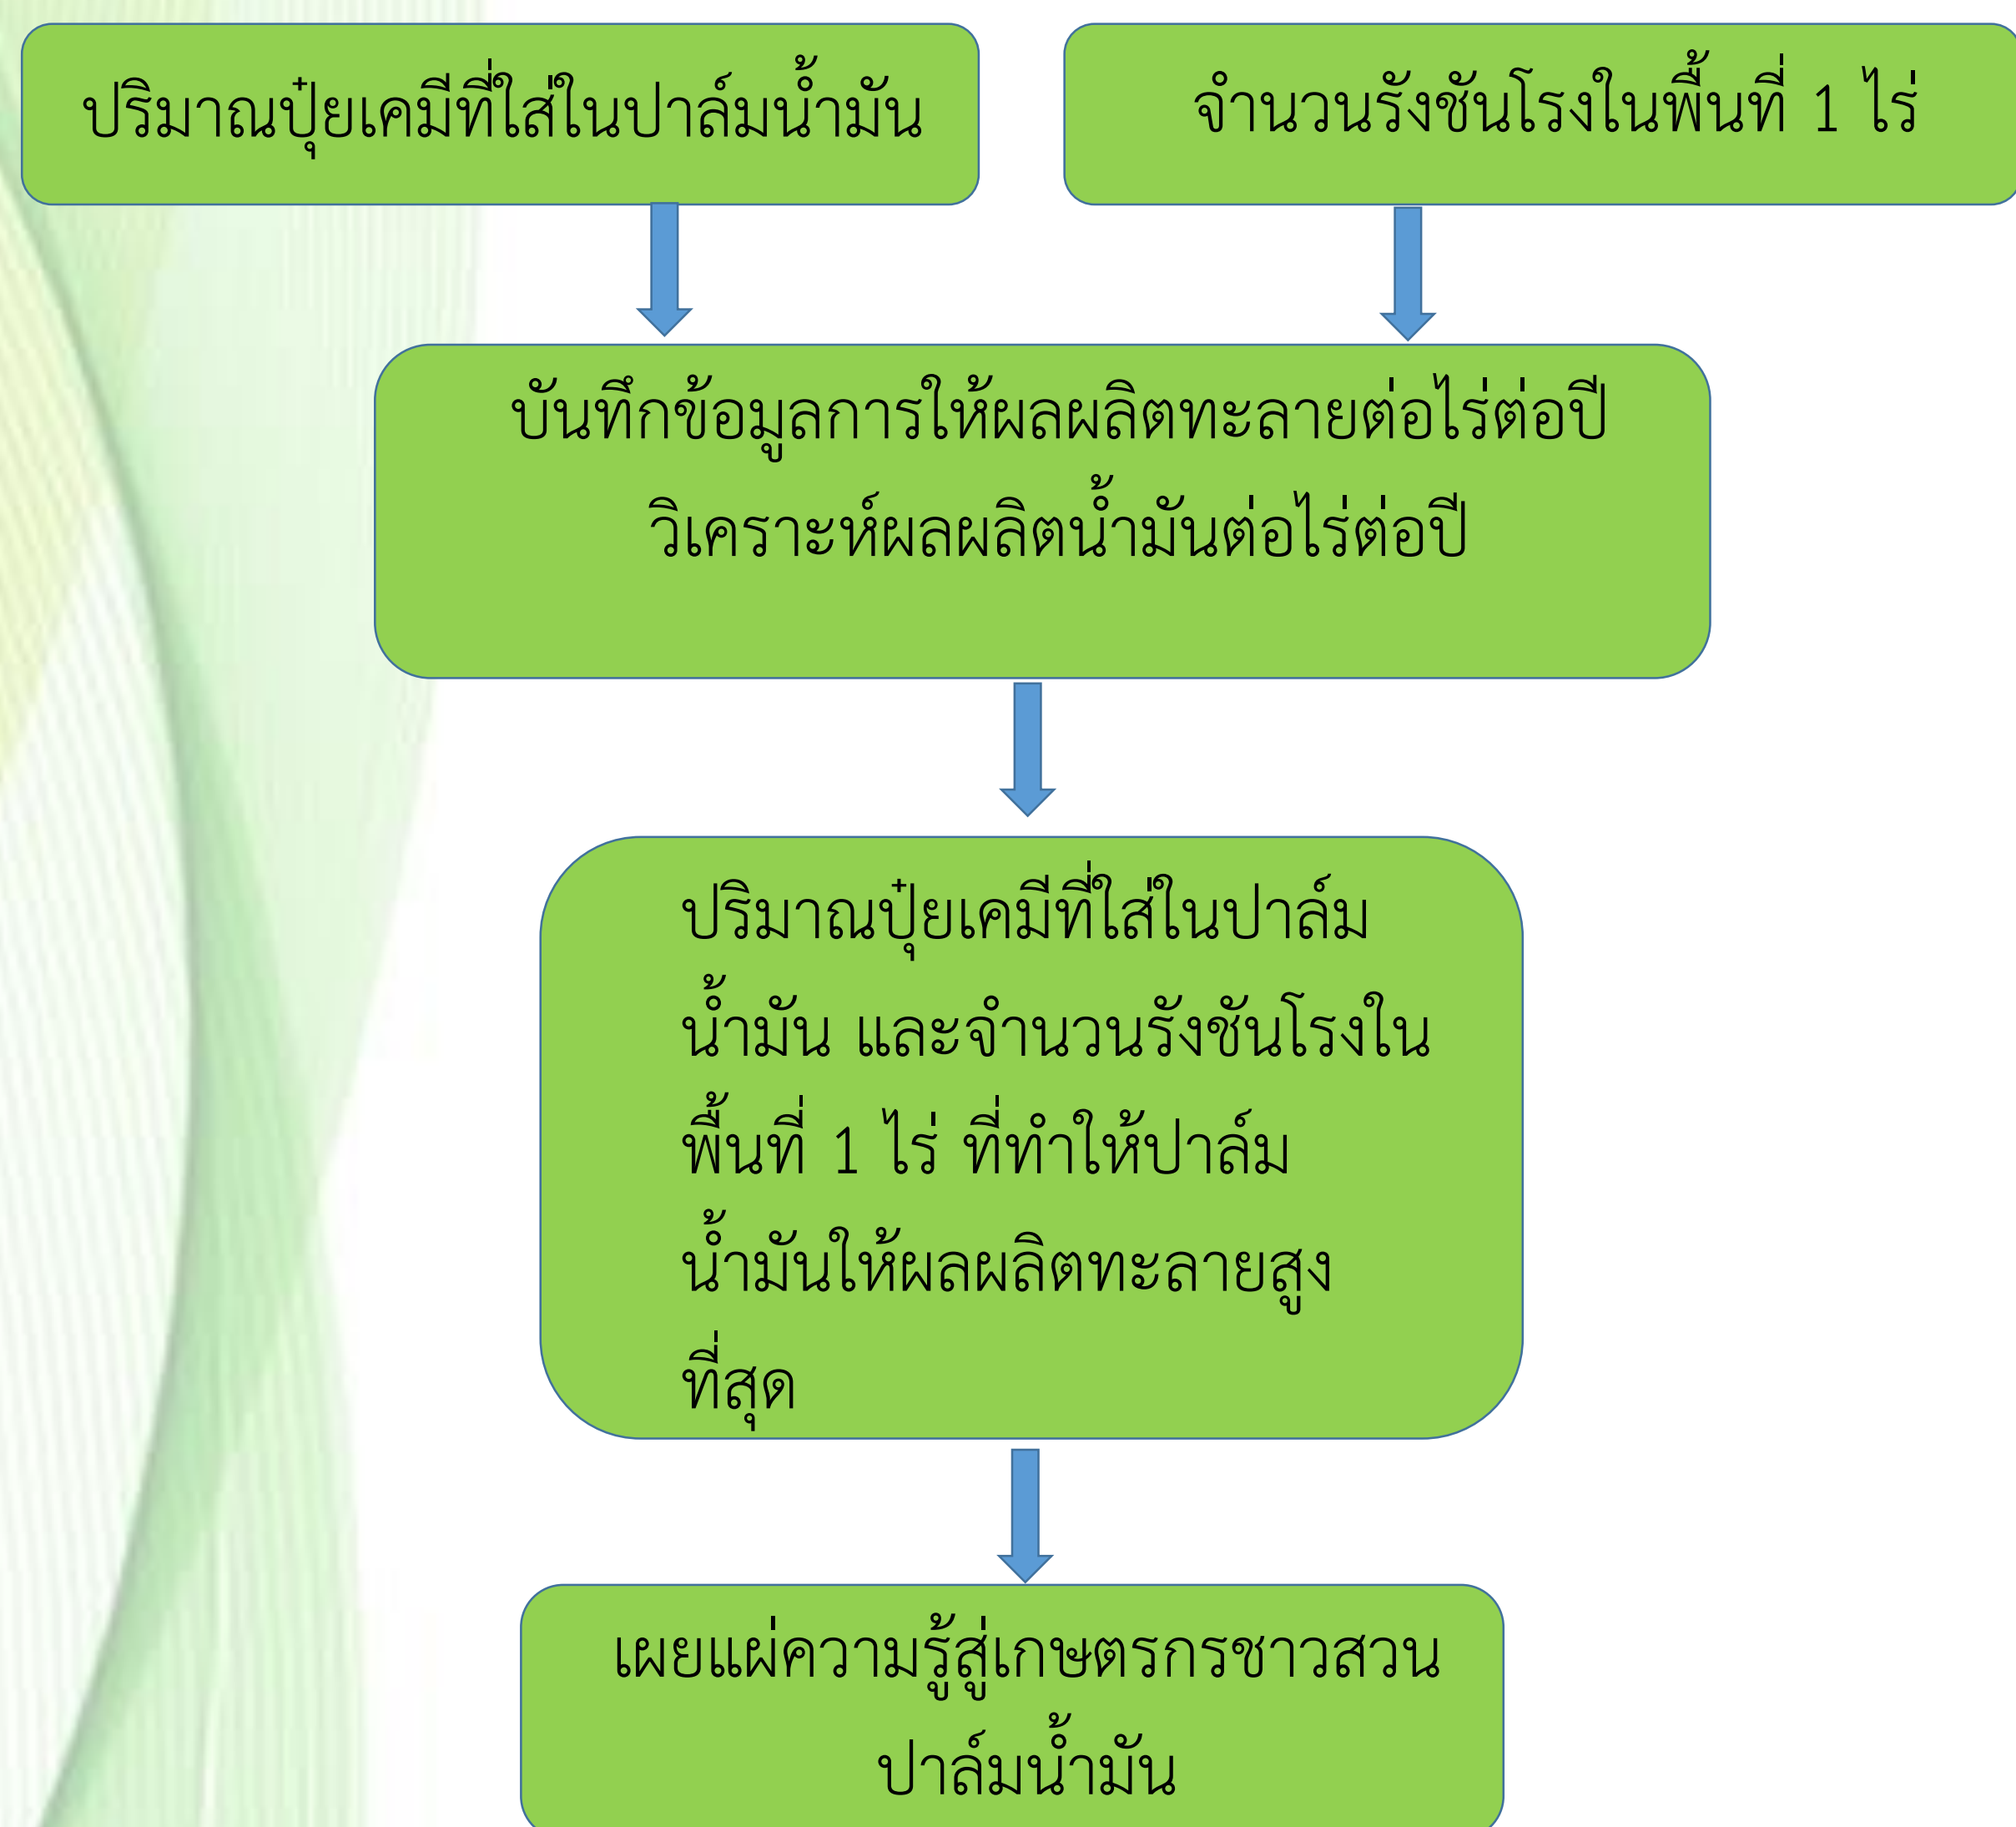 ปริมาณปุ๋ยเคมีที่ใส่ในปาล์มน้ำมัน
จำนวนรังชันโรงในพื้นที่ 1 ไร่
บันทึกข้อมูลการให้ผลผลิตทะลายต่อไร่ต่อปี
วิเคราะห์ผลผลิตน้ำมันต่อไร่ต่อปี
ปริมาณปุ๋ยเคมีที่ใส่ในปาล์ม
น้ำมัน และจำนวนรังชันโรงใน
พื้นที่ 1 ไร่ ที่ทำให้ปาล์ม
น้ำมันให้ผลผลิตทะลายสูง
ที่สุด
เผยแผ่ความรู้สู่เกษตรกรชาวสวน
ปาล์มน้ำมัน